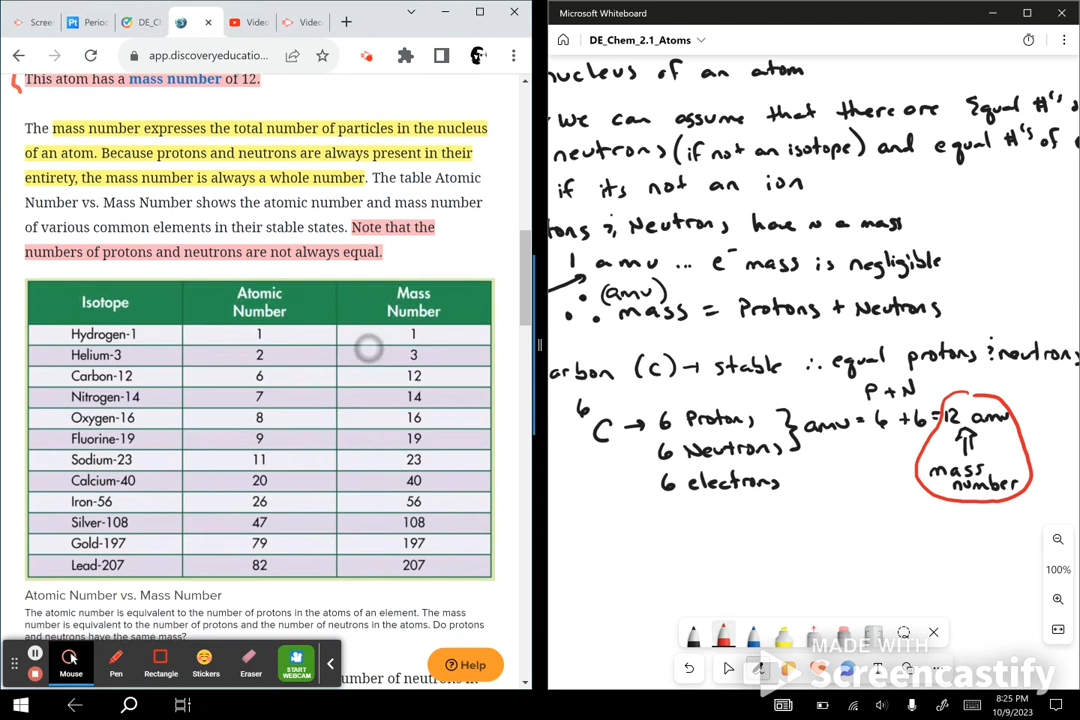 Scree
Perio
DE_Ch
Video
Video
app.discoveryeducatio...
This atom has a mass number of 12.
The mass number expresses the total number of particles in the nucleus
of an atom. Because protons and neutrons are always present in their
entirety, the mass number is always a whole number. The table Atomic
Number vs. Mass Number shows the atomic number and mass number
of various common elements in their stable states. Note that the
numbers of protons and neutrons are not always equal.
Isotope Atomic Number Mass Number
Hydrogen-1 1 1
Helium-3 2 3
Carbon-12 6 12
Nitrogen-14 7 14
Oxygen-16 8 16
Fluorine-19 9 19
Sodium-23 11 23
Calcium-40 20 40
Iron-56 26 56
Silver-108 47 108
Gold-197 79 197
Lead-207 82 207
Atomic Number vs. Mass Number
The atomic number is equivalent to the number of protons in the atoms of an element. The mass
number is equivalent to the number of protons and the number of neutrons in the atoms. Do protons
and neutrons have the same mass?
umber of neutrons in
Mouse Pen Rectangle Stickers Eraser START WEBCAM
Help
Microsoft Whiteboard
DE_Chem_2.1_Atoms
nucleus of an atom
we can assume that there are Equal #'s
neutrons (if not an isotope) and equal #'s of
if its not an ion
tons & Neutrons have a mass
1 amu ... e⁻ mass is negligible
(amu)
∴ mass = Protons + Neutrons
arbon (C) → stable ∴ equal protons & neutrons
P + N
6 C → 6 Protons } amu = 6 + 6 = 12 amu
6 Neutrons
mass number
6 electrons
100%
MADE WITH
Screencastify
8:25 PM
10/9/2023